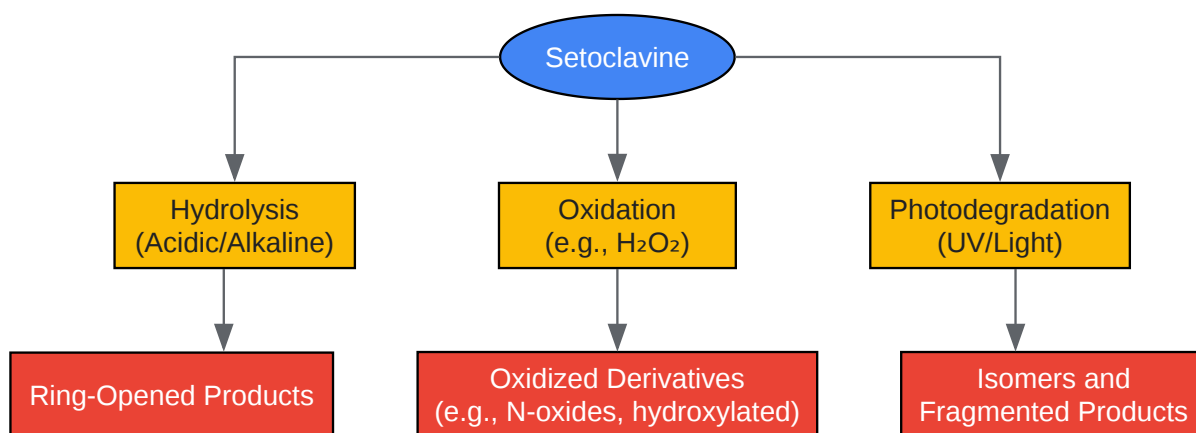 Setoclavine
Hydrolysis
(Acidic/Alkaline)
Oxidation
(e.g., H₂O₂)
Photodegradation
(UV/Light)
Ring-Opened Products
Oxidized Derivatives
(e.g., N-oxides, hydroxylated)
Isomers and
Fragmented Products